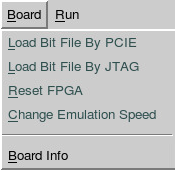 Board Run
Load Bit File By PCIE
Load Bit File By JTAG
Reset FPGA
Change Emulation Speed
Board Info